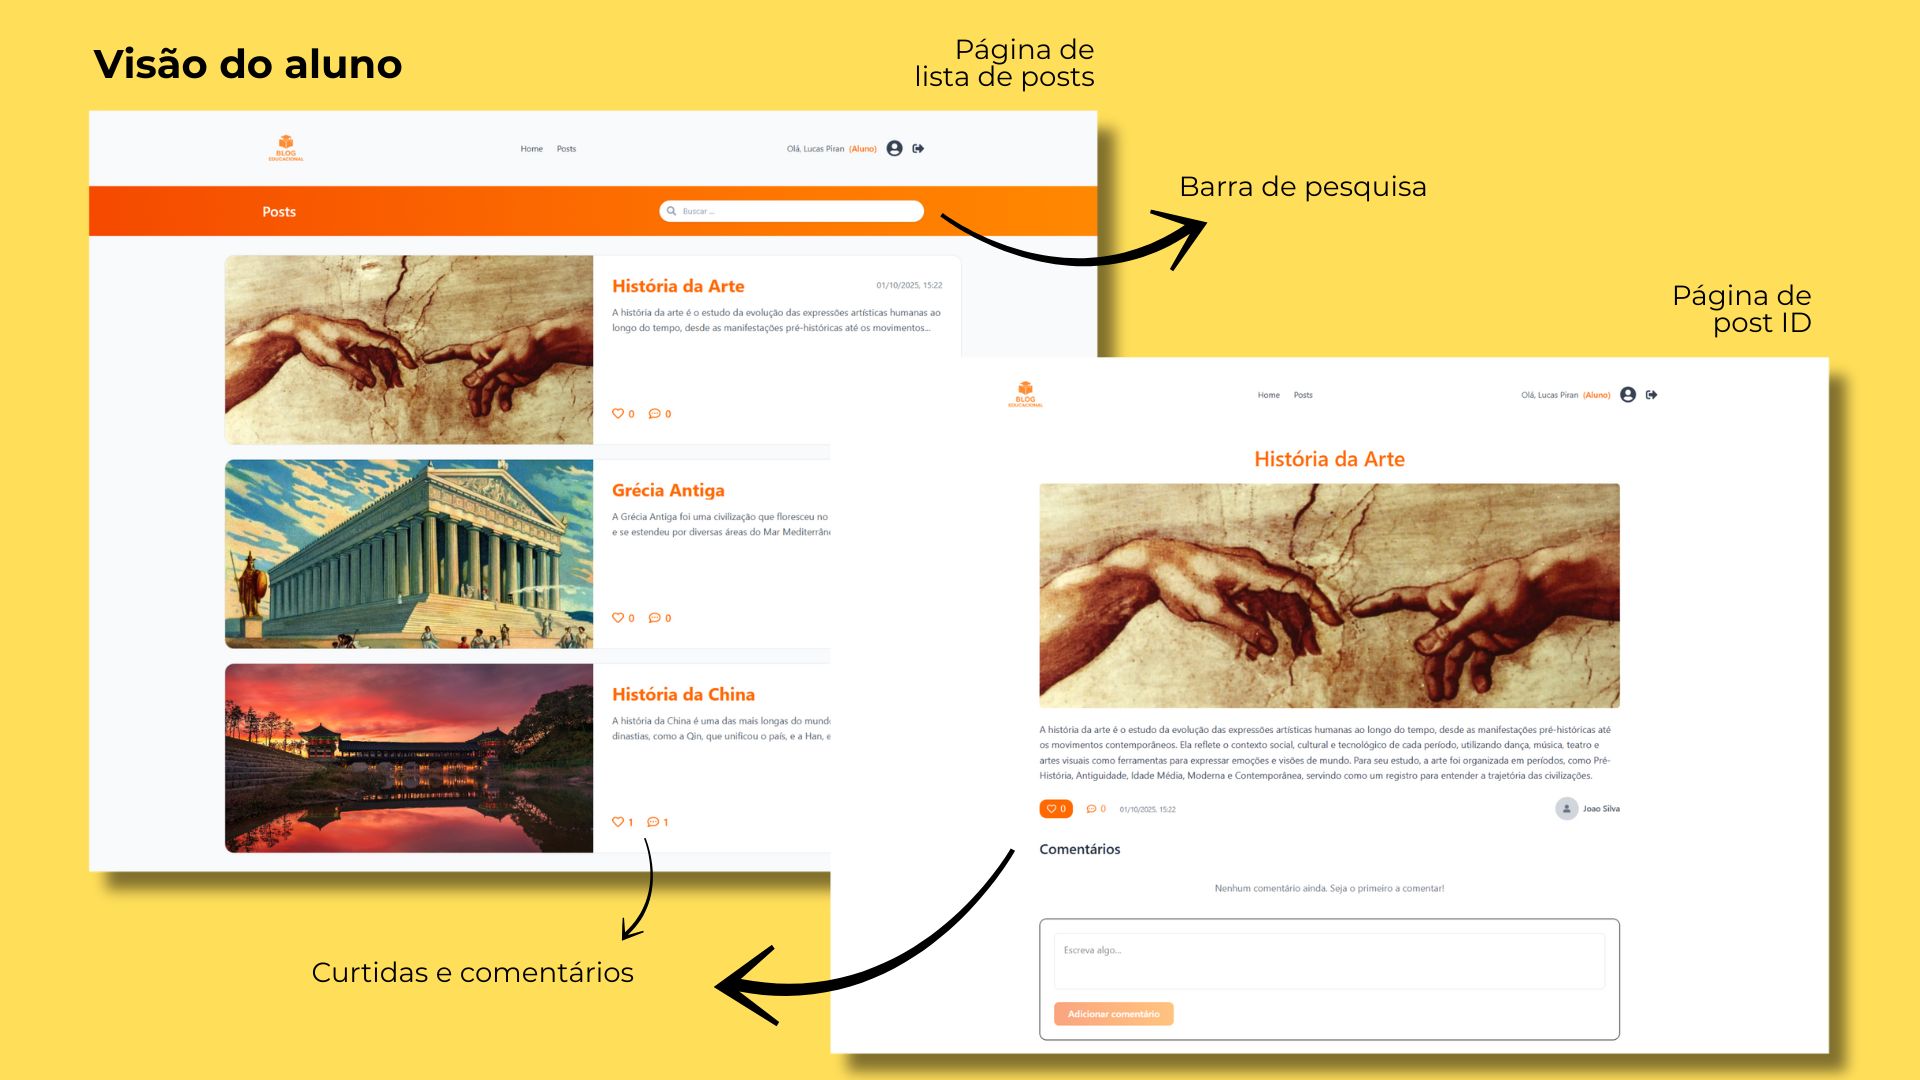 Visão do aluno
Página de
lista de posts
BLOG
EDUCACIONAL
Home
Posts
Olá, Lucas Piran (Aluno)
Posts
Buscar ...
Barra de pesquisa
História da Arte
01/10/2025, 15:22
A história da arte é o estudo da evolução das expressões artísticas humanas ao
longo do tempo, desde as manifestações pré-históricas até os movimentos...
0
0
Grécia Antiga
A Grécia Antiga foi uma civilização que floresceu no
e se estendeu por diversas áreas do Mar
0
0
História da China
A história da China é uma das mais longas do
dinastias, como a Qin, que unificou o país, e a Han, e
1
1
Curtidas e comentários
Página de
post ID
BLOG
EDUCACIONAL
Home
Posts
Olá, Lucas Piran (Aluno)
História da Arte
A história da arte é o estudo da evolução das expressões artísticas humanas ao longo do tempo, desde as manifestações pré-históricas até
os movimentos contemporâneos. Ela reflete o contexto social, cultural e tecnológico de cada período, utilizando dança, música, teatro e
artes visuais como ferramentas para expressar emoções e visões de mundo. Para seu estudo, a arte foi organizada em períodos, como Pré-
História, Antiguidade, Idade Média, Moderna e Contemporânea, servindo como um registro para entender a trajetória das civilizações.
0
0
01/10/2025, 15:22
Joao Silva
Comentários
Nenhum comentário ainda. Seja o primeiro a comentar!
Escreva algo...
Adicionar comentário